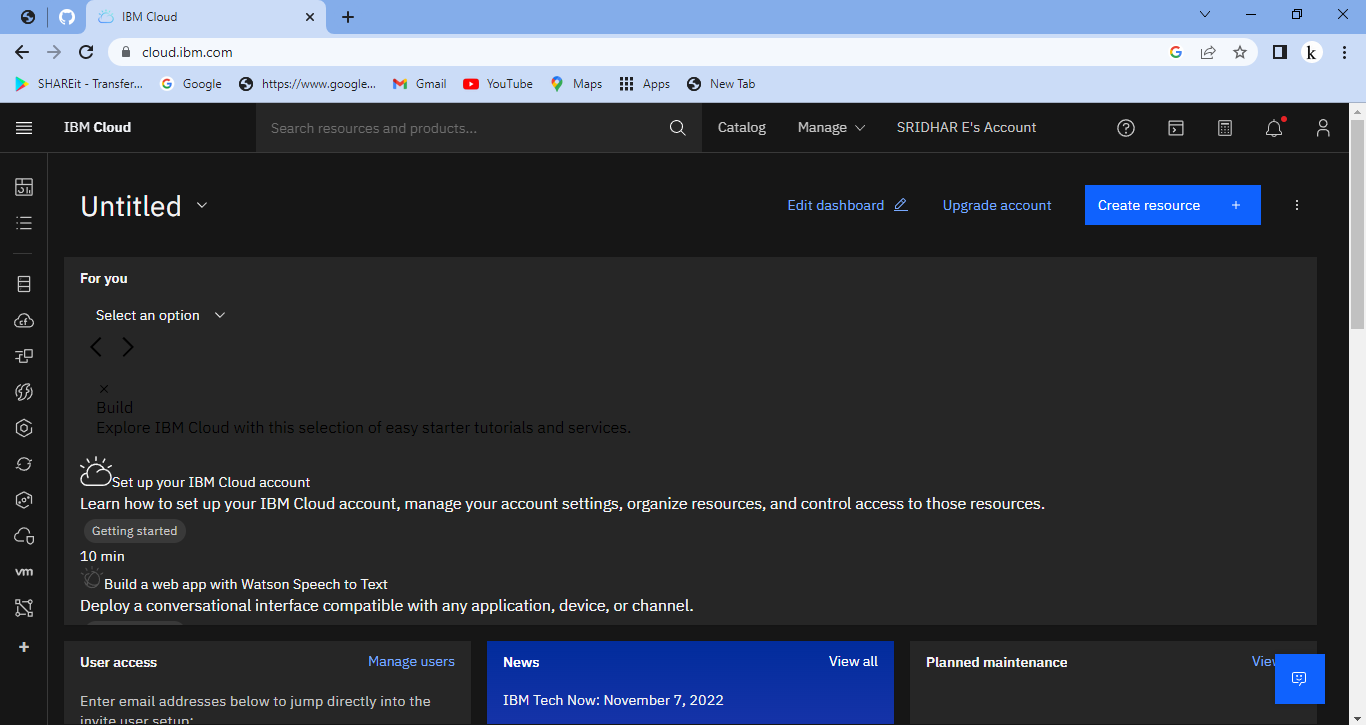 IBM Cloud
cloud.ibm.com
k
SHAREit - Transfer...
Google
https://www.google...
Gmail
YouTube
Maps
Apps
New Tab
IBM Cloud
Search resources and products...
Catalog
Manage
SRIDHAR E's Account
Untitled
Edit dashboard
Upgrade account
Create resource +
For you
Select an option
Build
Explore IBM Cloud with this selection of easy starter tutorials and services.
Set up your IBM Cloud account
Learn how to set up your IBM Cloud account, manage your account settings, organize resources, and control access to those resources.
Getting started
10 min
Build a web app with Watson Speech to Text
Deploy a conversational interface compatible with any application, device, or channel.
cf
vm
User access
Manage users
Enter email addresses below to jump directly into the
invite user setup:
News
View all
IBM Tech Now: November 7, 2022
Planned maintenance